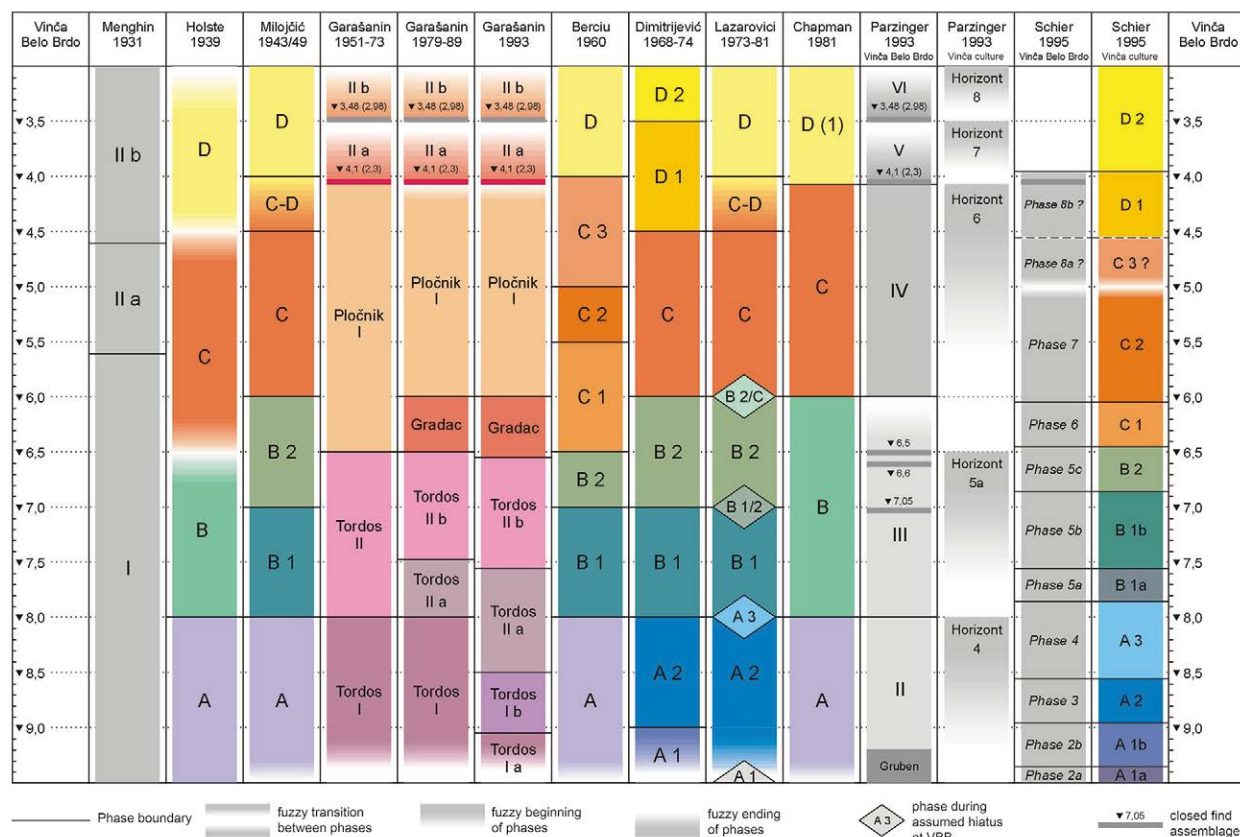 Vinča
Belo Brdo
Menghin
1931
Holste
1939
Milojčić
1943/49
Garašanin
1951-73
Garašanin
1979-89
Garašanin
1993
Berciu
1960
Dimitrijević
1968-74
Lazarovici
1973-81
Chapman
1981
Parzinger
1993
Vinča Belo Brdo
Parzinger
1993
Vinča culture
Schier
1995
Vinča Belo Brdo
Schier
1995
Vinča culture
Vinča
Belo Brdo
▼3,5
▼4,0
▼4,5
▼5,0
▼5,5
▼6,0
▼6,5
▼7,0
▼7,5
▼8,0
▼8,5
▼9,0
II b
II a
I
D
C
B
A
D
C-D
C
B 2
B 1
A
II b
▼3,48 (2,98)
II a
▼4,1 (2,3)
Pločnik
I
Tordos
II
Tordos
I
II b
▼3,48 (2,98)
II a
▼4,1 (2,3)
Pločnik
I
Gradac
Tordos
II b
Tordos
II a
Tordos
I
II b
▼3,48 (2,98)
II a
▼4,1 (2,3)
Pločnik
I
Gradac
Tordos
II b
Tordos
II a
Tordos
I b
Tordos
I a
D
C 3
C 2
C 1
B 2
B 1
A
D 2
D 1
C
B 2
B 1
A 2
A 1
D
C-D
C
B 2/C
B 2
B 1/2
B 1
A 3
A 2
A 1
D (1)
C
B
A
VI
▼3,48 (2,98)
V
▼4,1 (2,3)
IV
▼6,5
▼6,6
▼7,05
III
II
Gruben
Horizont
8
Horizont
7
Horizont
6
Horizont
5a
Horizont
4
Phase 8b ?
Phase 8a ?
Phase 7
Phase 6
Phase 5c
Phase 5b
Phase 5a
Phase 4
Phase 3
Phase 2b
Phase 2a
D 2
D 1
C 3 ?
C 2
C 1
B 2
B 1b
B 1a
A 3
A 2
A 1b
A 1a
▼3,5
▼4,0
▼4,5
▼5,0
▼5,5
▼6,0
▼6,5
▼7,0
▼7,5
▼8,0
▼8,5
▼9,0
Phase boundary
fuzzy transition
between phases
fuzzy beginning
of phases
fuzzy ending
of phases
A 3
phase during
assumed hiatus
at VBB
▼7,05
closed find
assemblage